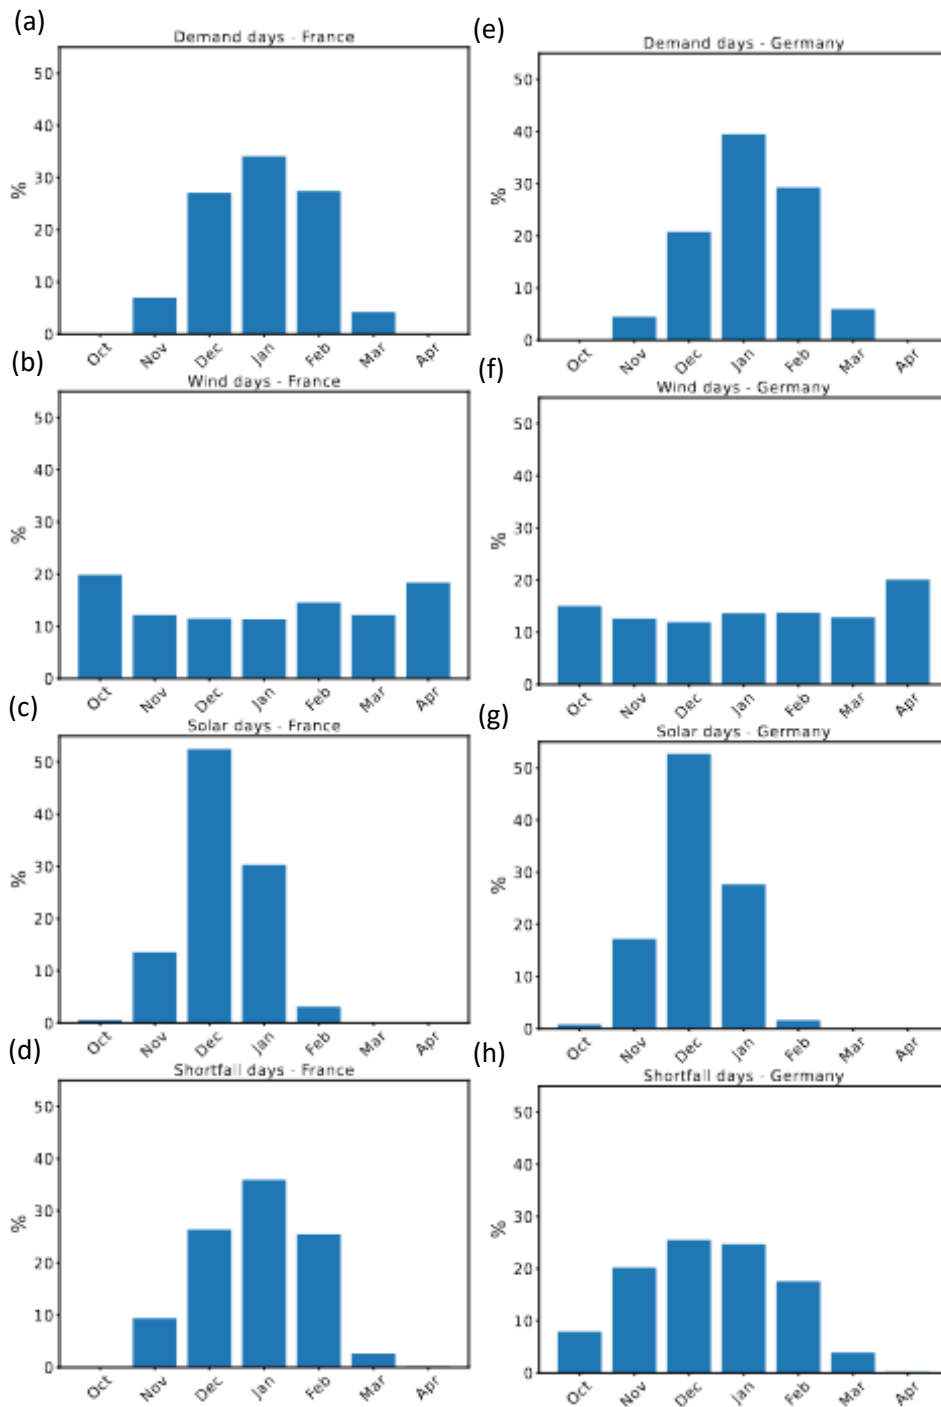 (a)
Demand days - France
50
40
30
20
10
0
%
Oct Nov Dec Jan Feb Mar Apr
(e)
Demand days - Germany
50
40
30
20
10
0
%
Oct Nov Dec Jan Feb Mar Apr
(b)
Wind days - France
50
40
30
20
10
0
%
Oct Nov Dec Jan Feb Mar Apr
(f)
Wind days - Germany
50
40
30
20
10
0
%
Oct Nov Dec Jan Feb Mar Apr
(c)
Solar days - France
50
40
30
20
10
0
%
Oct Nov Dec Jan Feb Mar Apr
(g)
Solar days - Germany
50
40
30
20
10
0
%
Oct Nov Dec Jan Feb Mar Apr
(d)
Shortfall days - France
50
40
30
20
10
0
%
Oct Nov Dec Jan Feb Mar Apr
(h)
Shortfall days - Germany
50
40
30
20
10
0
%
Oct Nov Dec Jan Feb Mar Apr